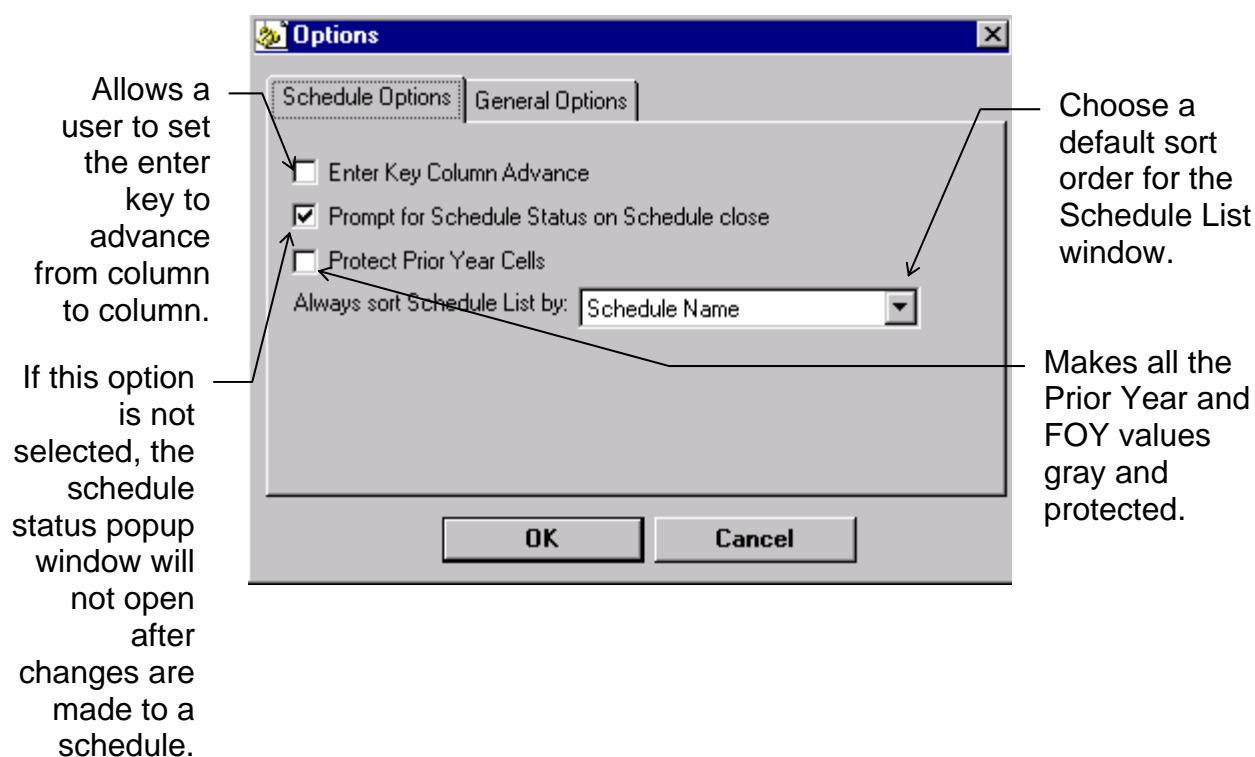 Options
Schedule Options
General Options
Enter Key Column Advance
Prompt for Schedule Status on Schedule close
Protect Prior Year Cells
Always sort Schedule List by:
Schedule Name
OK
Cancel
Allows a
user to set
the enter
key to
advance
from column
to column.
If this option
is not
selected, the
schedule
status popup
window will
not open
after
changes are
made to a
schedule.
Choose a
default sort
order for the
Schedule List
window.
Makes all the
Prior Year and
FOY values
gray and
protected.